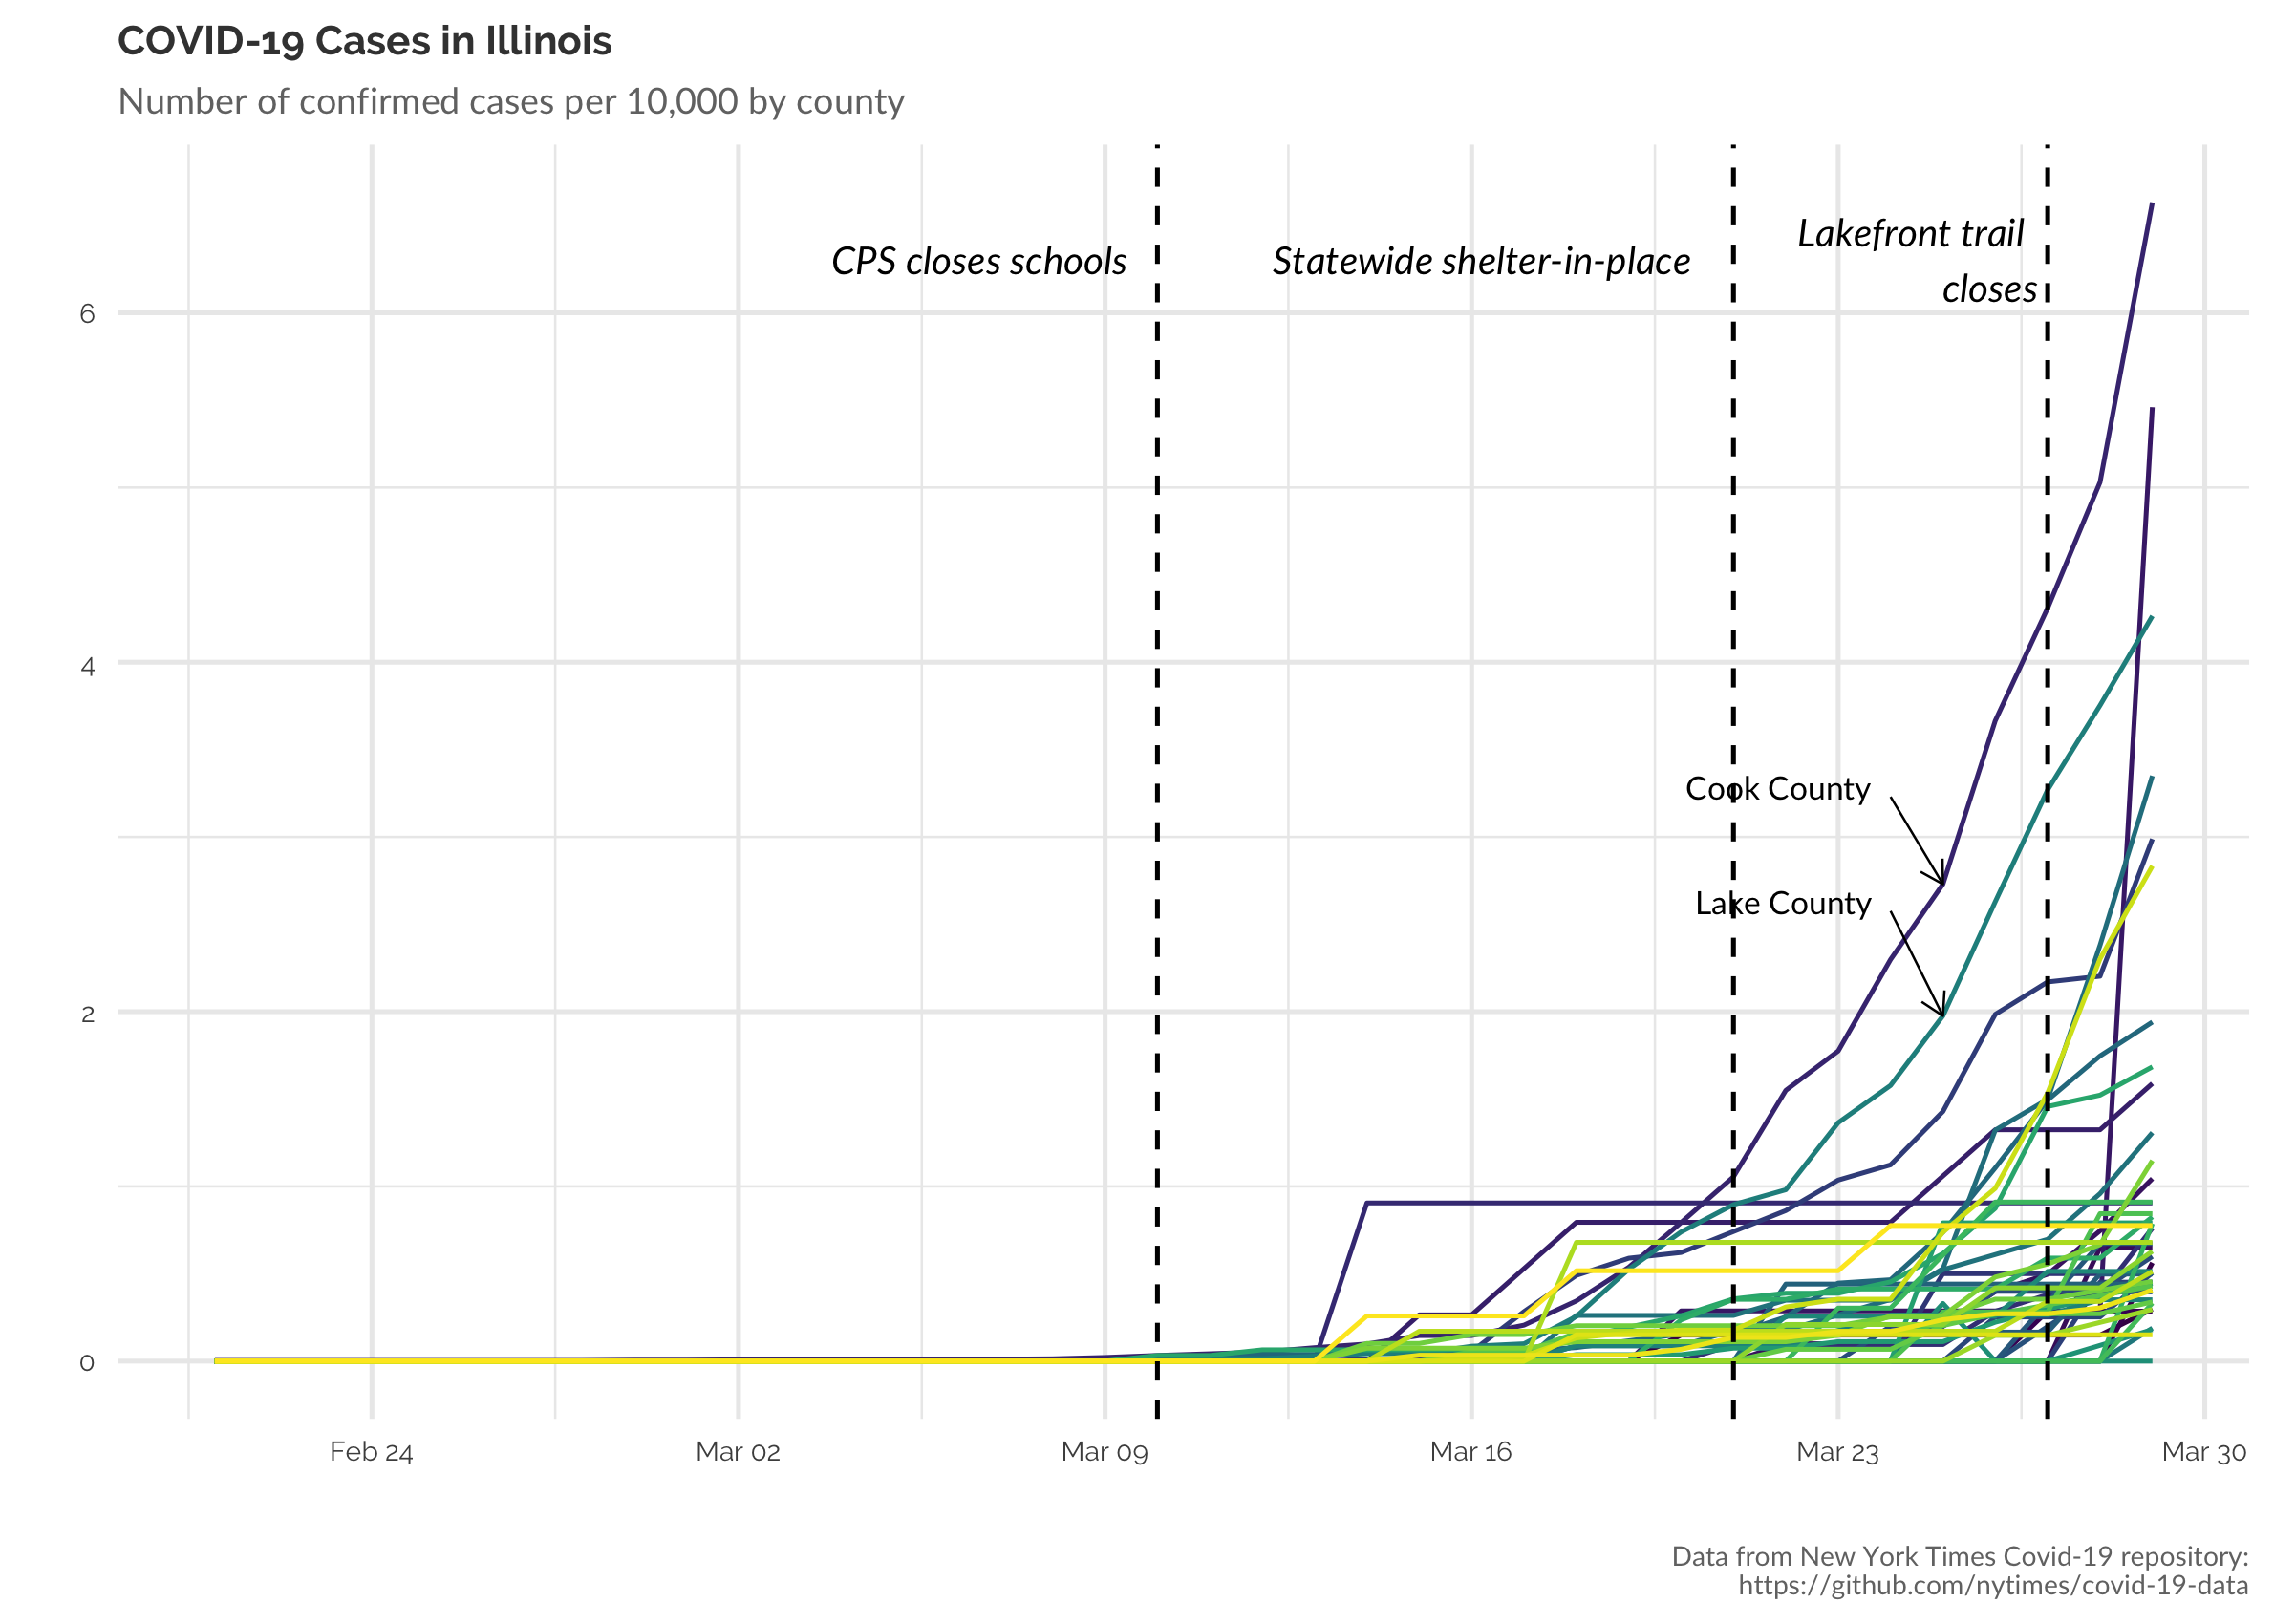 COVID-19 Cases in Illinois
Number of confirmed cases per 10,000 by county
CPS closes schools
Statewide shelter-in-place
Lakefront trail
closes
6
4
Cook County
Lake County
2
0
Feb 24
Mar 02
Mar 09
Mar 16
Mar 23
Mar 30
Data from New York Times Covid-19 repository:
https://github.com/nytimes/covid-19-data